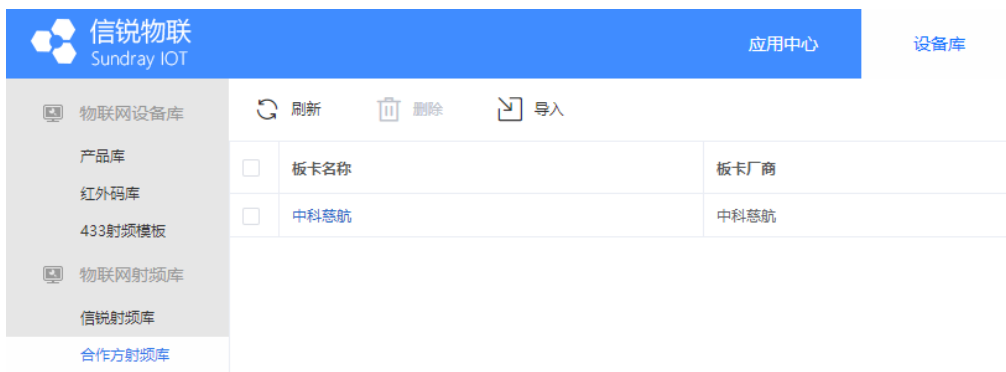 信锐物联
Sundray IOT
应用中心
设备库
物联网设备库
产品库
红外码库
433射频模板
物联网射频库
信锐射频库
合作方射频库
刷新
删除
导入
板卡名称
板卡厂商
中科慈航
中科慈航